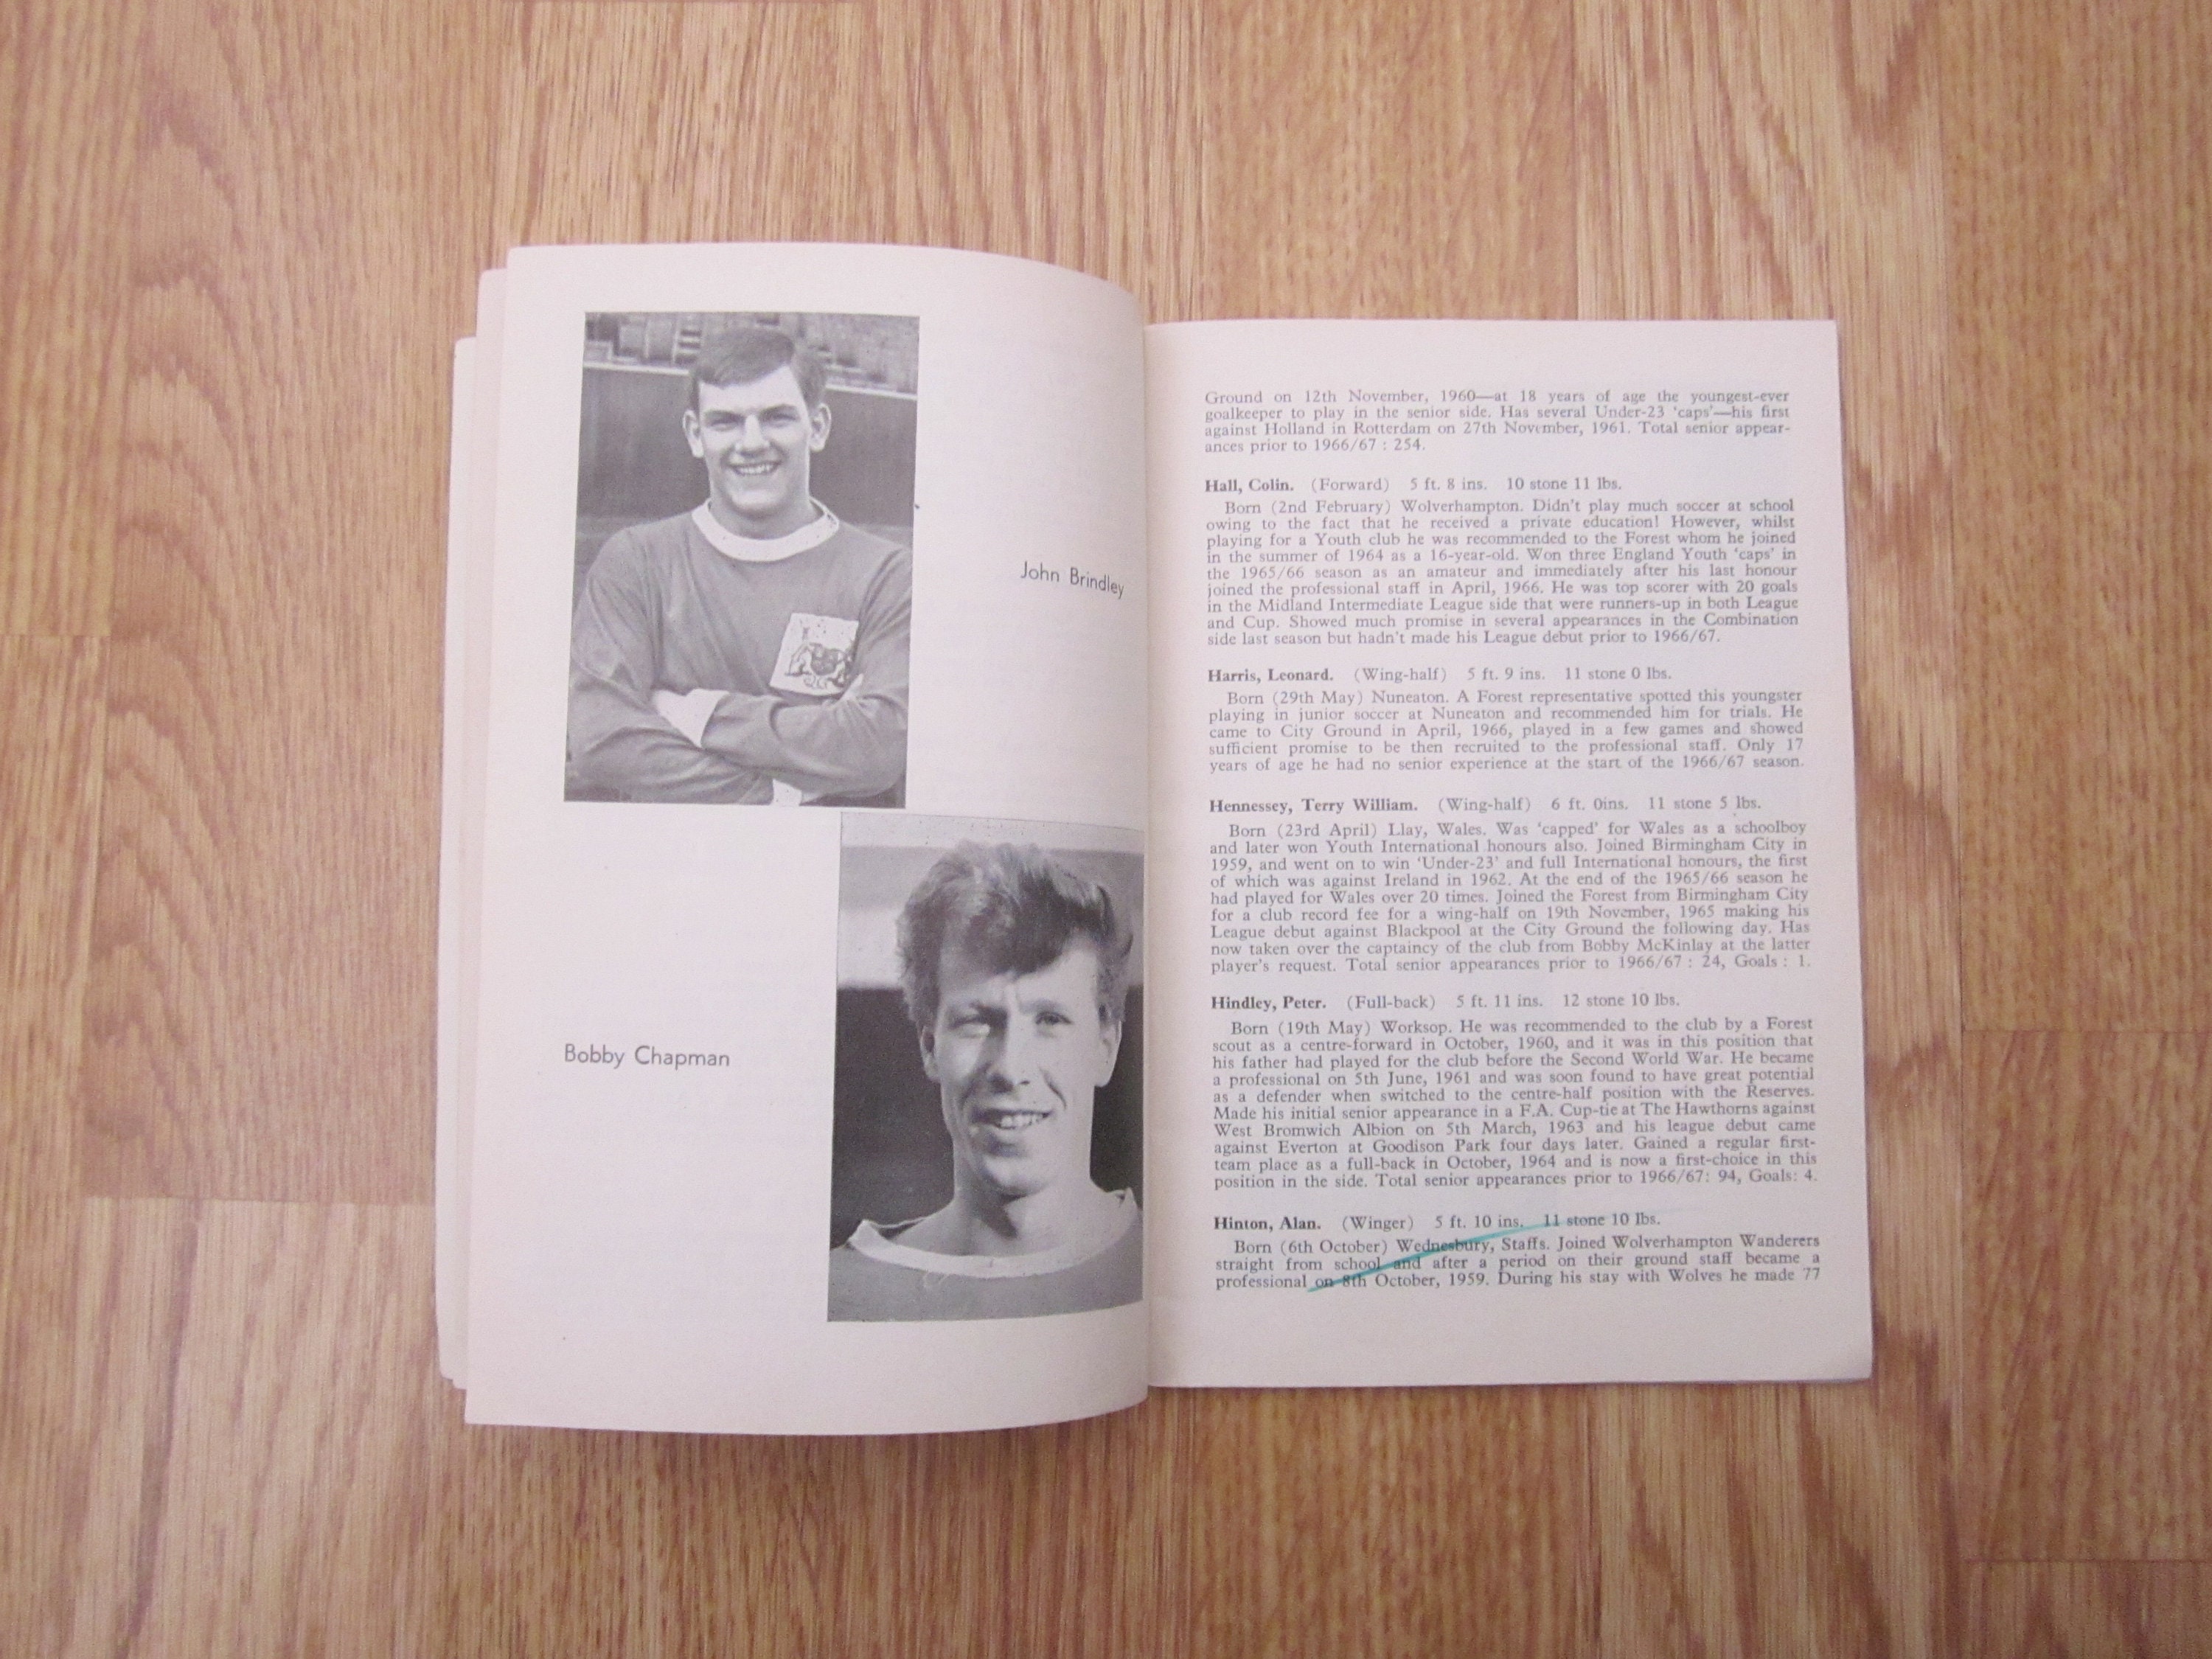 John Brindley
Bobby Chapman
Ground on 12th November, 1960—at 18 years of age the youngest-ever
goalkeeper to play in the senior side. Has several Under-23 'caps'—his first
against Holland in Rotterdam on 27th November, 1961. Total senior appear-
ances prior to 1966/67 : 254.
Hall, Colin. (Forward) 5 ft. 8 ins. 10 stone 11 lbs.
Born (2nd February) Wolverhampton. Didn't play much soccer at school
owing to the fact that he received a private education! However, whilst
playing for a Youth club he was recommended to the Forest whom he joined
in the summer of 1964 as a 16-year-old. Won three England Youth 'caps' in
the 1965/66 season as an amateur and immediately after his last honour
joined the professional staff in April, 1966. He was top scorer with 20 goals
in the Midland Intermediate League side that were runners-up in both League
and Cup. Showed much promise in several appearances in the Combination
side last season but hadn't made his League debut prior to 1966/67.
Harris, Leonard. (Wing-half) 5 ft. 9 ins. 11 stone 0 lbs.
Born (29th May) Nuneaton. A Forest representative spotted this youngster
playing in junior soccer at Nuneaton and recommended him for trials. He
came to City Ground in April, 1966, played in a few games and showed
sufficient promise to be then recruited to the professional staff. Only 17
years of age he had no senior experience at the start of the 1966/67 season.
Hennessey, Terry William. (Wing-half) 6 ft. 0ins. 11 stone 5 lbs.
Born (23rd April) Llay, Wales. Was 'capped' for Wales as a schoolboy
and later won Youth International honours also. Joined Birmingham City in
1959, and went on to win 'Under-23' and full International honours, the first
of which was against Ireland in 1962. At the end of the 1965/66 season he
had played for Wales over 20 times. Joined the Forest from Birmingham City
for a club record fee for a wing-half on 19th November, 1965 making his
League debut against Blackpool at the City Ground the following day. Has
now taken over the captaincy of the club from Bobby McKinlay at the latter
player's request. Total senior appearances prior to 1966/67 : 24, Goals : 1.
Hindley, Peter. (Full-back) 5 ft. 11 ins. 12 stone 10 lbs.
Born (19th May) Worksop. He was recommended to the club by a Forest
scout as a centre-forward in October, 1960, and it was in this position that
his father had played for the club before the Second World War. He became
a professional on 5th June, 1961 and was soon found to have great potential
as a defender when switched to the centre-half position with the Reserves.
Made his initial senior appearance in a F.A. Cup-tie at The Hawthorns against
West Bromwich Albion on 5th March, 1963 and his league debut came
against Everton at Goodison Park four days later. Gained a regular first-
team place as a full-back in October, 1964 and is now a first-choice in this
position in the side. Total senior appearances prior to 1966/67: 94, Goals: 4.
Hinton, Alan. (Winger) 5 ft. 10 ins. 11 stone 10 lbs.
Born (6th October) Wednesbury, Staffs. Joined Wolverhampton Wanderers
straight from school and after a period on their ground staff became a
professional on 8th October, 1959. During his stay with Wolves he made 77